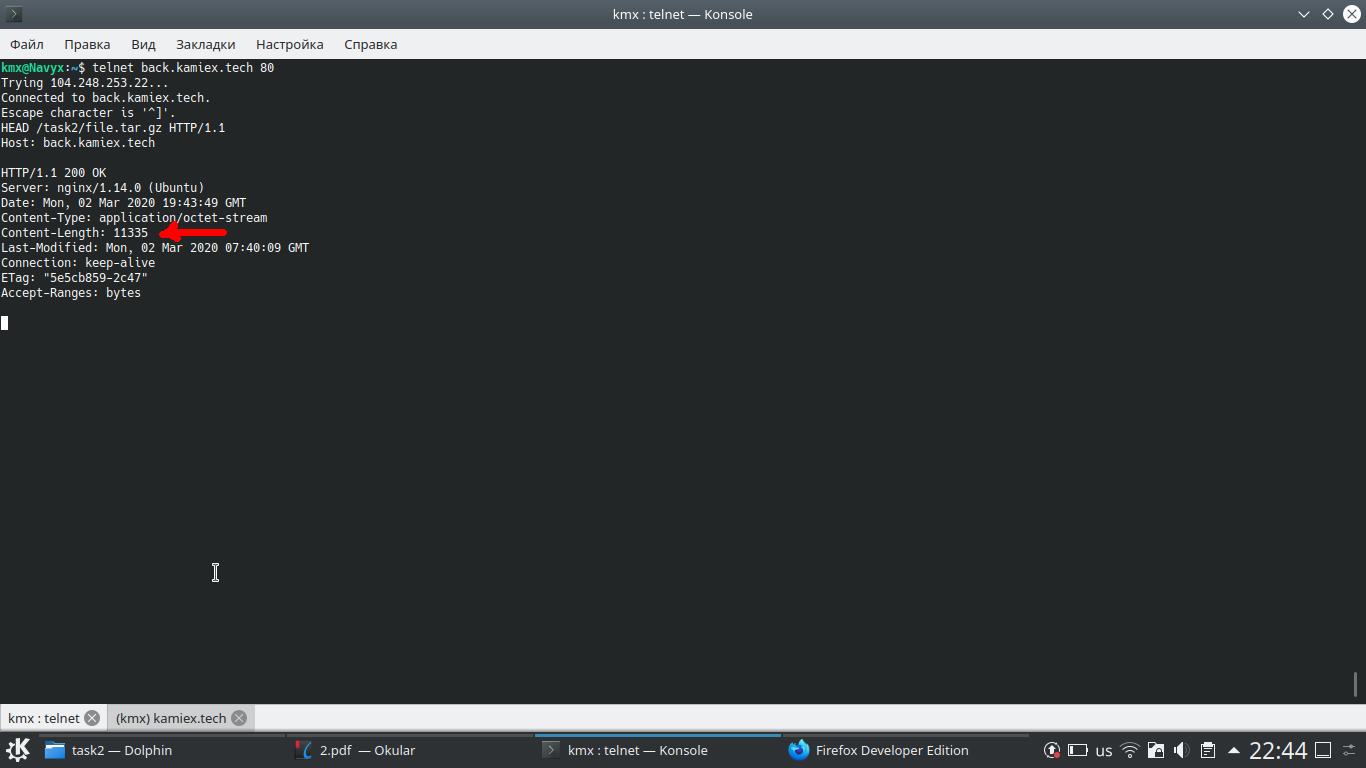 kmx : telnet — Konsole
Файл Правка Вид Закладки Настройка Справка
kmx@Navyx:~$ telnet back.kamiex.tech 80
Trying 104.248.253.22...
Connected to back.kamiex.tech.
Escape character is '^]'.
HEAD /task2/file.tar.gz HTTP/1.1
Host: back.kamiex.tech
HTTP/1.1 200 OK
Server: nginx/1.14.0 (Ubuntu)
Date: Mon, 02 Mar 2020 19:43:49 GMT
Content-Type: application/octet-stream
Content-Length: 11335
Last-Modified: Mon, 02 Mar 2020 07:40:09 GMT
Connection: keep-alive
ETag: "5e5cb859-2c47"
Accept-Ranges: bytes
kmx : telnet (kmx) kamiex.tech
task2 — Dolphin 2.pdf — Okular kmx : telnet — Konsole Firefox Developer Edition us 22:44